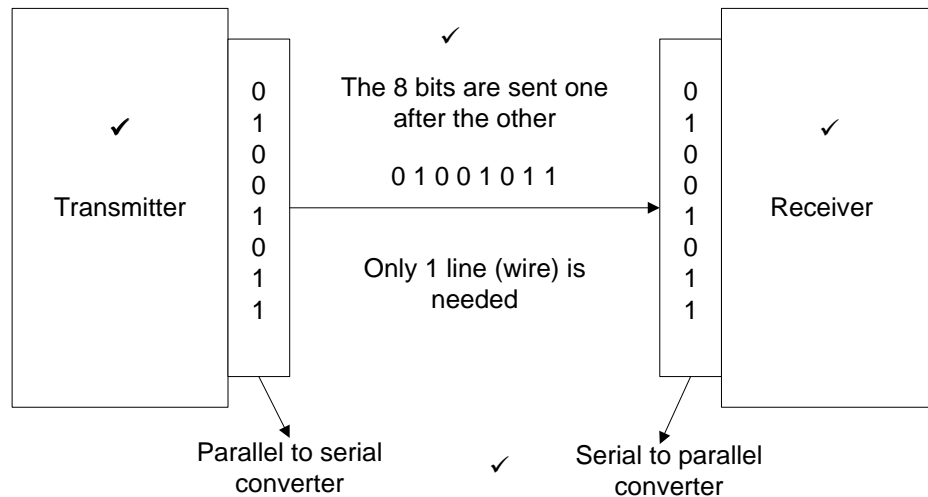 ✓
The 8 bits are sent one
after the other
✓
Transmitter
0
1
0
0
1
0
1
1
0 1 0 0 1 0 1 1
Only 1 line (wire) is
needed
0
1
0
0
1
0
1
1
✓
Receiver
Parallel to serial
converter
✓
Serial to parallel
converter